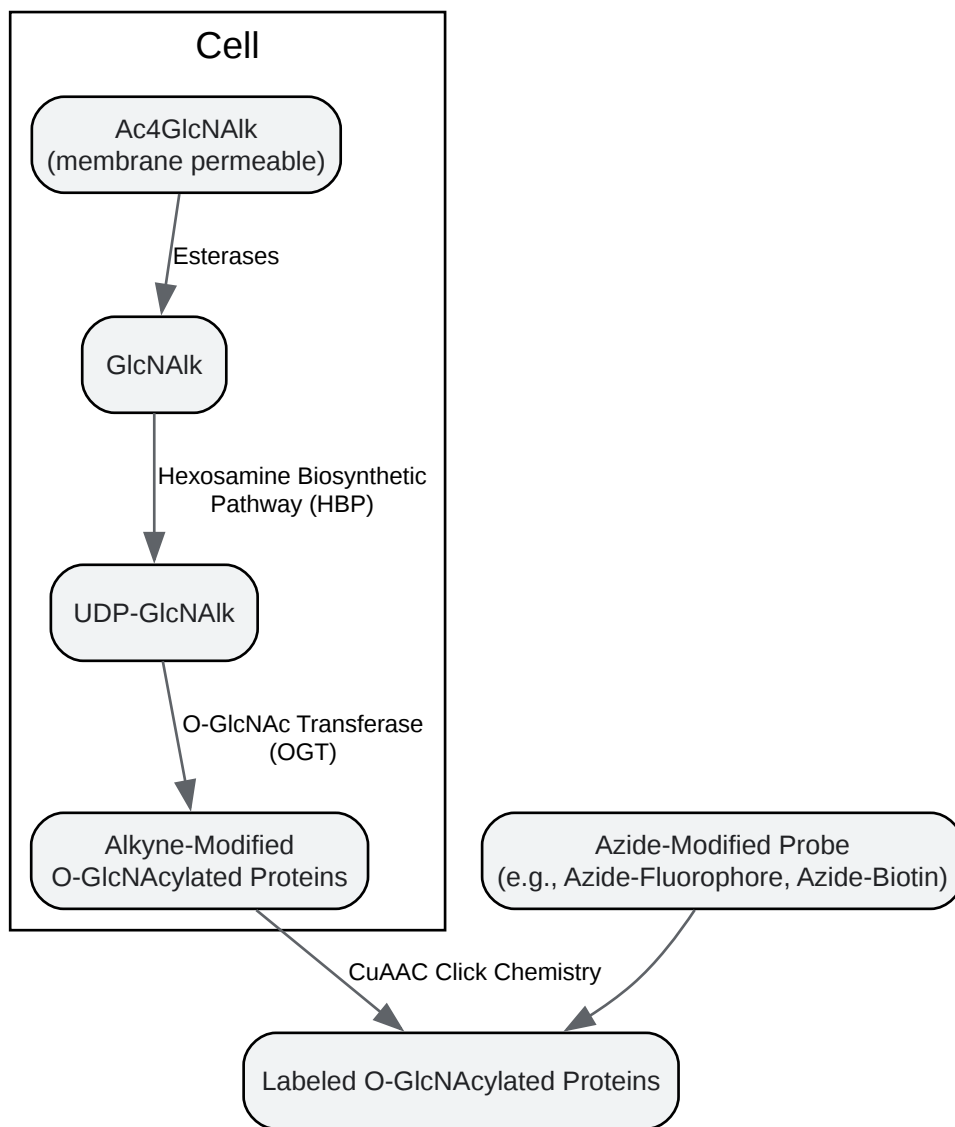 Cell
Ac4GlcNAlk
(membrane permeable)
Esterases
GlcNAlk
Hexosamine Biosynthetic
Pathway (HBP)
UDP-GlcNAlk
O-GlcNAc Transferase
(OGT)
Alkyne-Modified
O-GlcNAcylated Proteins
Azide-Modified Probe
(e.g., Azide-Fluorophore, Azide-Biotin)
CuAAC Click Chemistry
Labeled O-GlcNAcylated Proteins